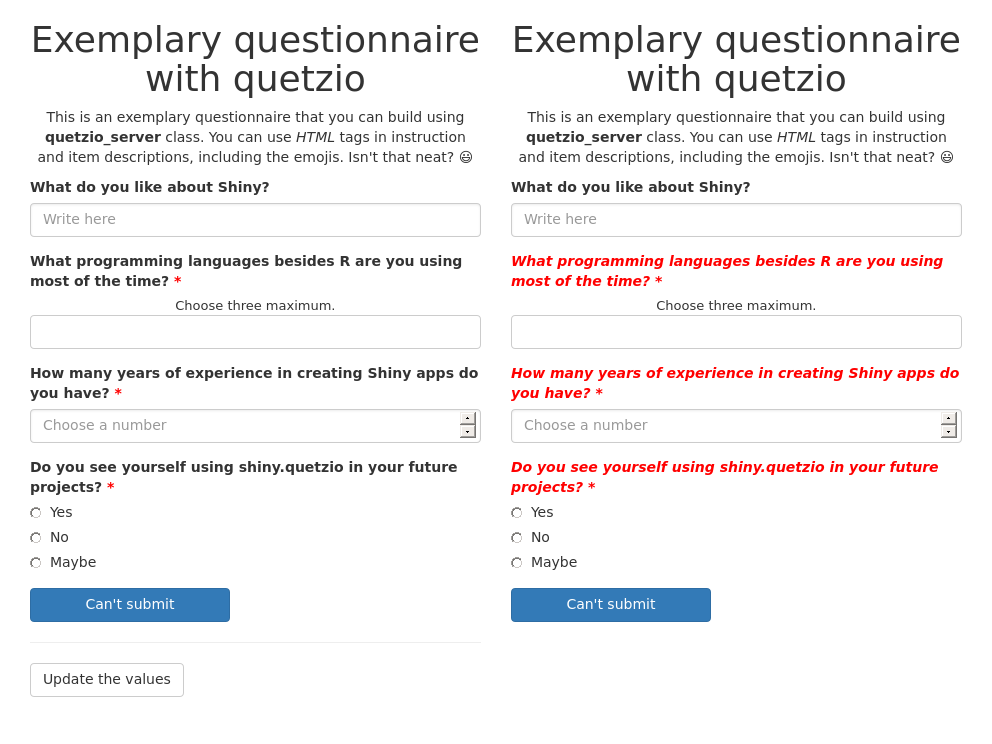 Exemplary questionnaire
with quetzio
This is an exemplary questionnaire that you can build using
quetzio_server class. You can use HTML tags in instruction
and item descriptions, including the emojis. Isn't that neat? 😃
What do you like about Shiny?
Write here
What programming languages besides R are you using
most of the time? *
Choose three maximum.
How many years of experience in creating Shiny apps do
you have? *
Choose a number
Do you see yourself using shiny.quetzio in your future
projects? *
Yes
No
Maybe
Can't submit
Update the values
Exemplary questionnaire
with quetzio
This is an exemplary questionnaire that you can build using
quetzio_server class. You can use HTML tags in instruction
and item descriptions, including the emojis. Isn't that neat? 😃
What do you like about Shiny?
Write here
What programming languages besides R are you using
most of the time? *
Choose three maximum.
How many years of experience in creating Shiny apps do
you have? *
Choose a number
Do you see yourself using shiny.quetzio in your future
projects? *
Yes
No
Maybe
Can't submit